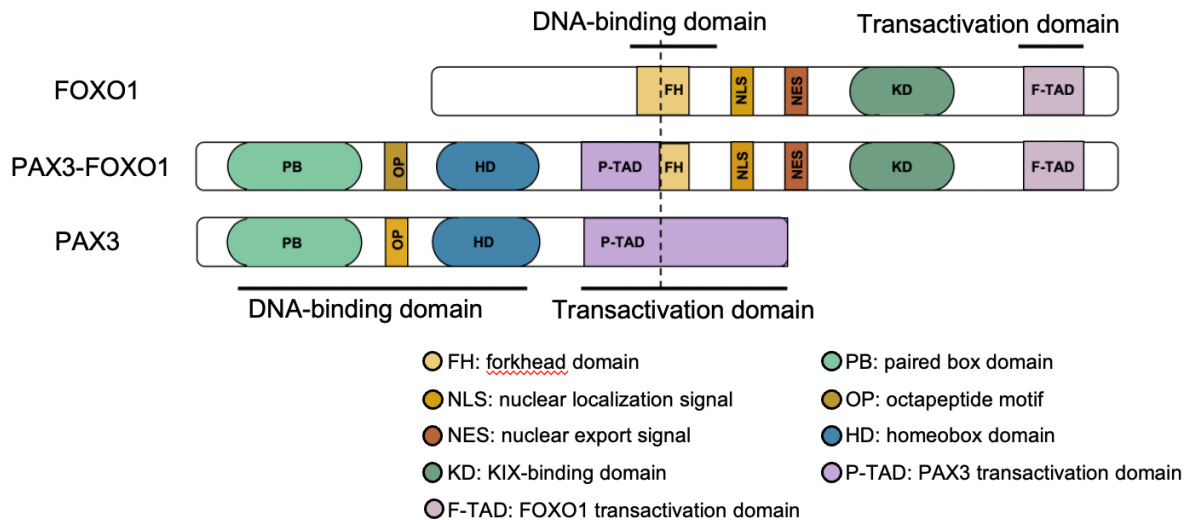 DNA-binding domain Transactivation domain
FOXO1 FH NLS NES KD F-TAD
PAX3-FOXO1 PB OP HD P-TAD FH NLS NES KD F-TAD
PAX3 PB OP HD P-TAD
DNA-binding domain Transactivation domain
FH: forkhead domain
NLS: nuclear localization signal
NES: nuclear export signal
KD: KIX-binding domain
F-TAD: FOXO1 transactivation domain
PB: paired box domain
OP: octapeptide motif
HD: homeobox domain
P-TAD: PAX3 transactivation domain